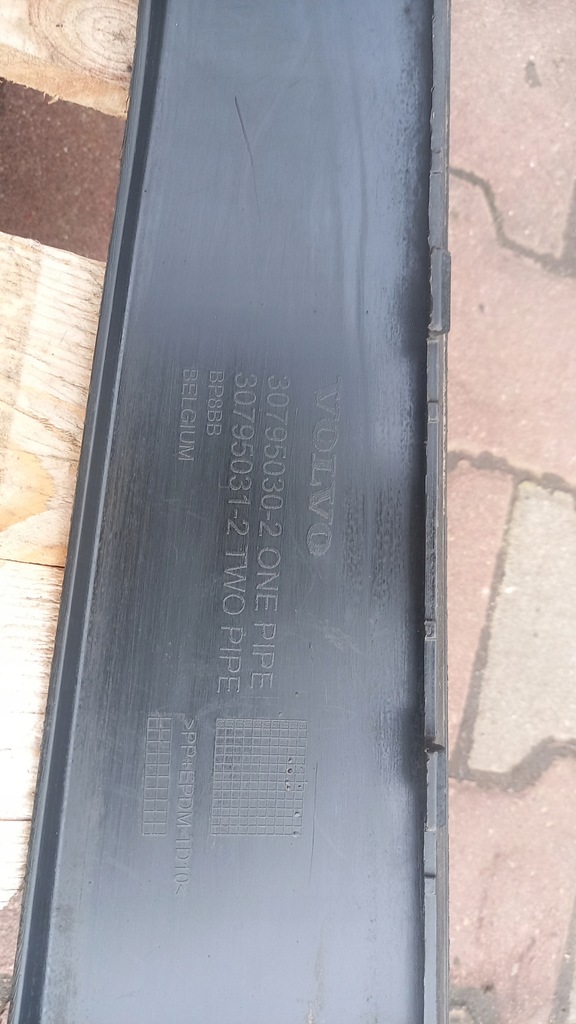 VOLVO
30795030-2 ONE PIPE
30795031-2 TWO PIPE
BP8BB
BELGIUM
>PP+EPDM-TD10<